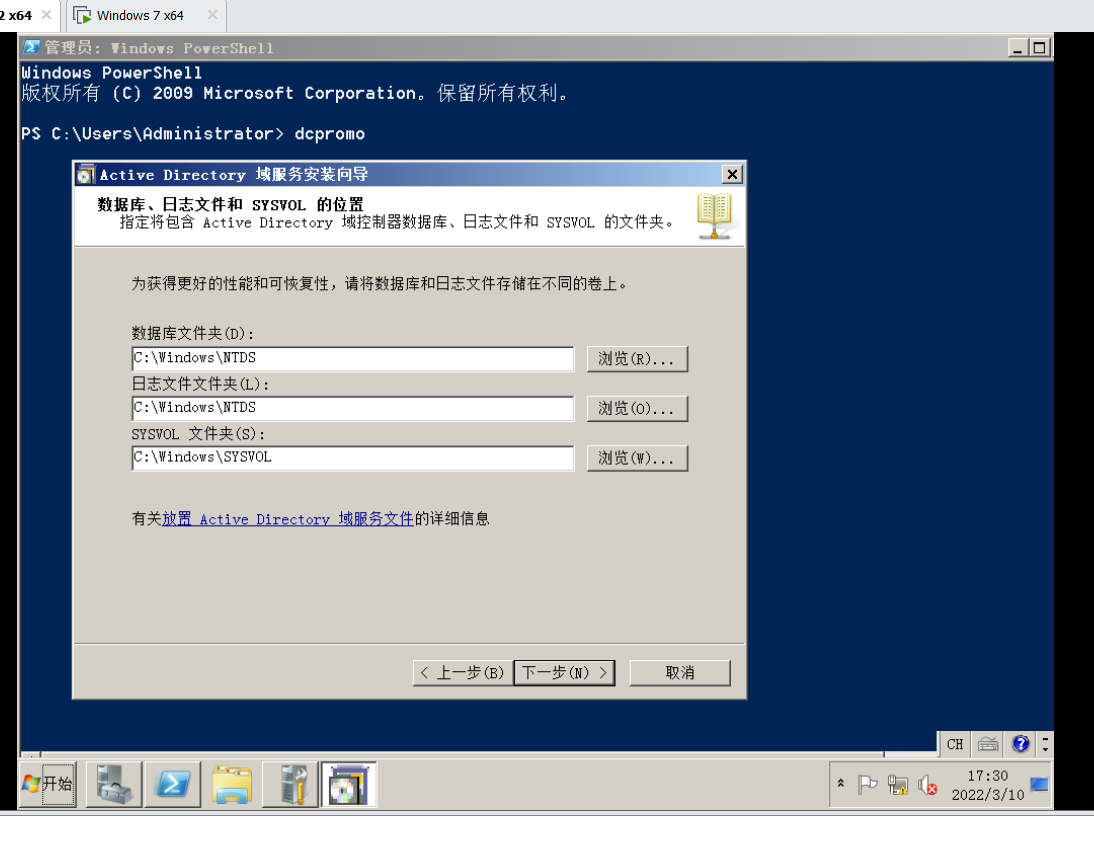 2 x64
Windows 7 x64
管理员: Windows PowerShell
Windows PowerShell
版权所有 (C) 2009 Microsoft Corporation。保留所有权利。
PS C:\Users\Administrator> dcpromo
Active Directory 域服务安装向导
数据库、日志文件和 SYSVOL 的位置
指定将包含 Active Directory 域控制器数据库、日志文件和 SYSVOL 的文件夹。
为获得更好的性能和可恢复性，请将数据库和日志文件存储在不同的卷上。
数据库文件夹(D):
C:\Windows\NTDS
浏览(R)...
日志文件文件夹(L):
C:\Windows\NTDS
浏览(O)...
SYSVOL 文件夹(S):
C:\Windows\SYSVOL
浏览(W)...
有关放置 Active Directory 域服务文件的详细信息
< 上一步(B)
下一步(N) >
取消
CH
开始
17:30
2022/3/10